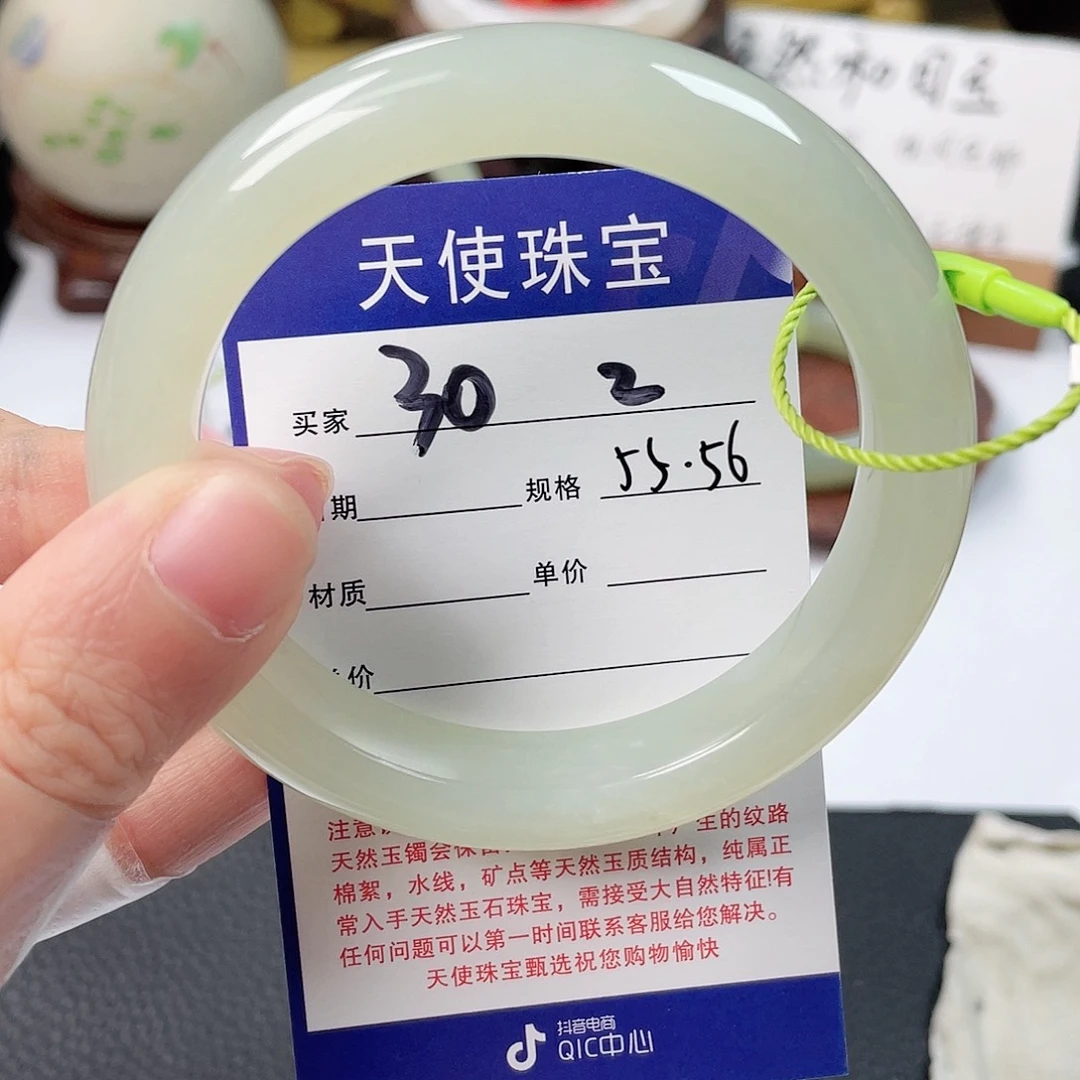 然和田玉
天使珠宝
买家 30 2
期 规格 55·56
材质 单价
价
注意 生的纹路
天然玉镯会保
棉絮，水线，矿点等天然玉质结构，纯属正
常入手天然玉石珠宝，需接受大自然特征!有
任何问题可以第一时间联系客服给您解决。
天使珠宝甄选祝您购物愉快
抖音电商
QIC中心